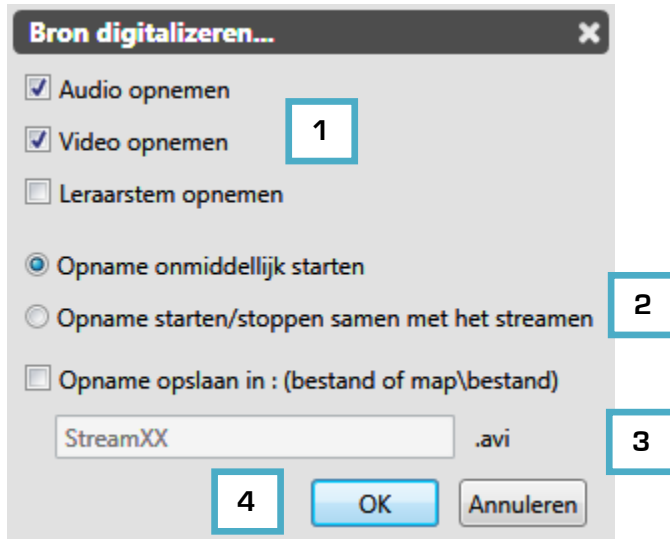 Bron digitalizeren...
Audio opnemen
1
Video opnemen
Leraarstem opnemen
Opname onmiddellijk starten
2
Opname starten/stoppen samen met het streamen
Opname opslaan in : (bestand of map\bestand)
StreamXX .avi
3
4
OK Annuleren